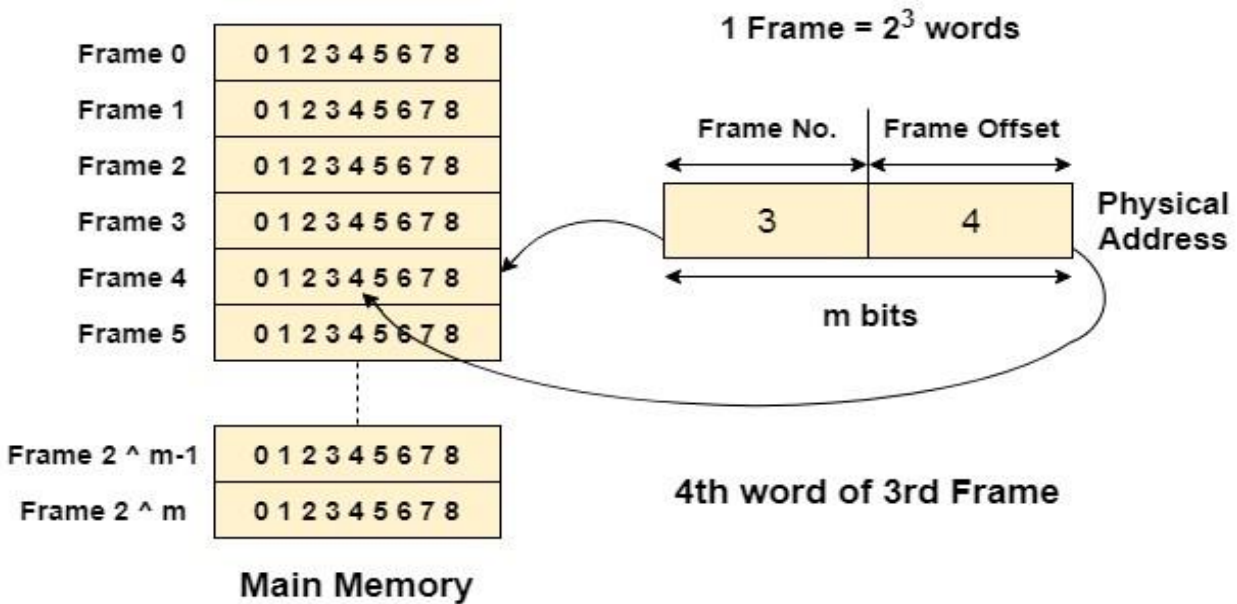 1 Frame = 2³ words
Frame 0 0 1 2 3 4 5 6 7 8
Frame 1 0 1 2 3 4 5 6 7 8
Frame 2 0 1 2 3 4 5 6 7 8
Frame 3 0 1 2 3 4 5 6 7 8
Frame 4 0 1 2 3 4 5 6 7 8
Frame 5 0 1 2 3 4 5 6 7 8
Frame 2 ^ m-1 0 1 2 3 4 5 6 7 8
Frame 2 ^ m 0 1 2 3 4 5 6 7 8
Main Memory
Frame No. Frame Offset
3 4
Physical
Address
m bits
4th word of 3rd Frame